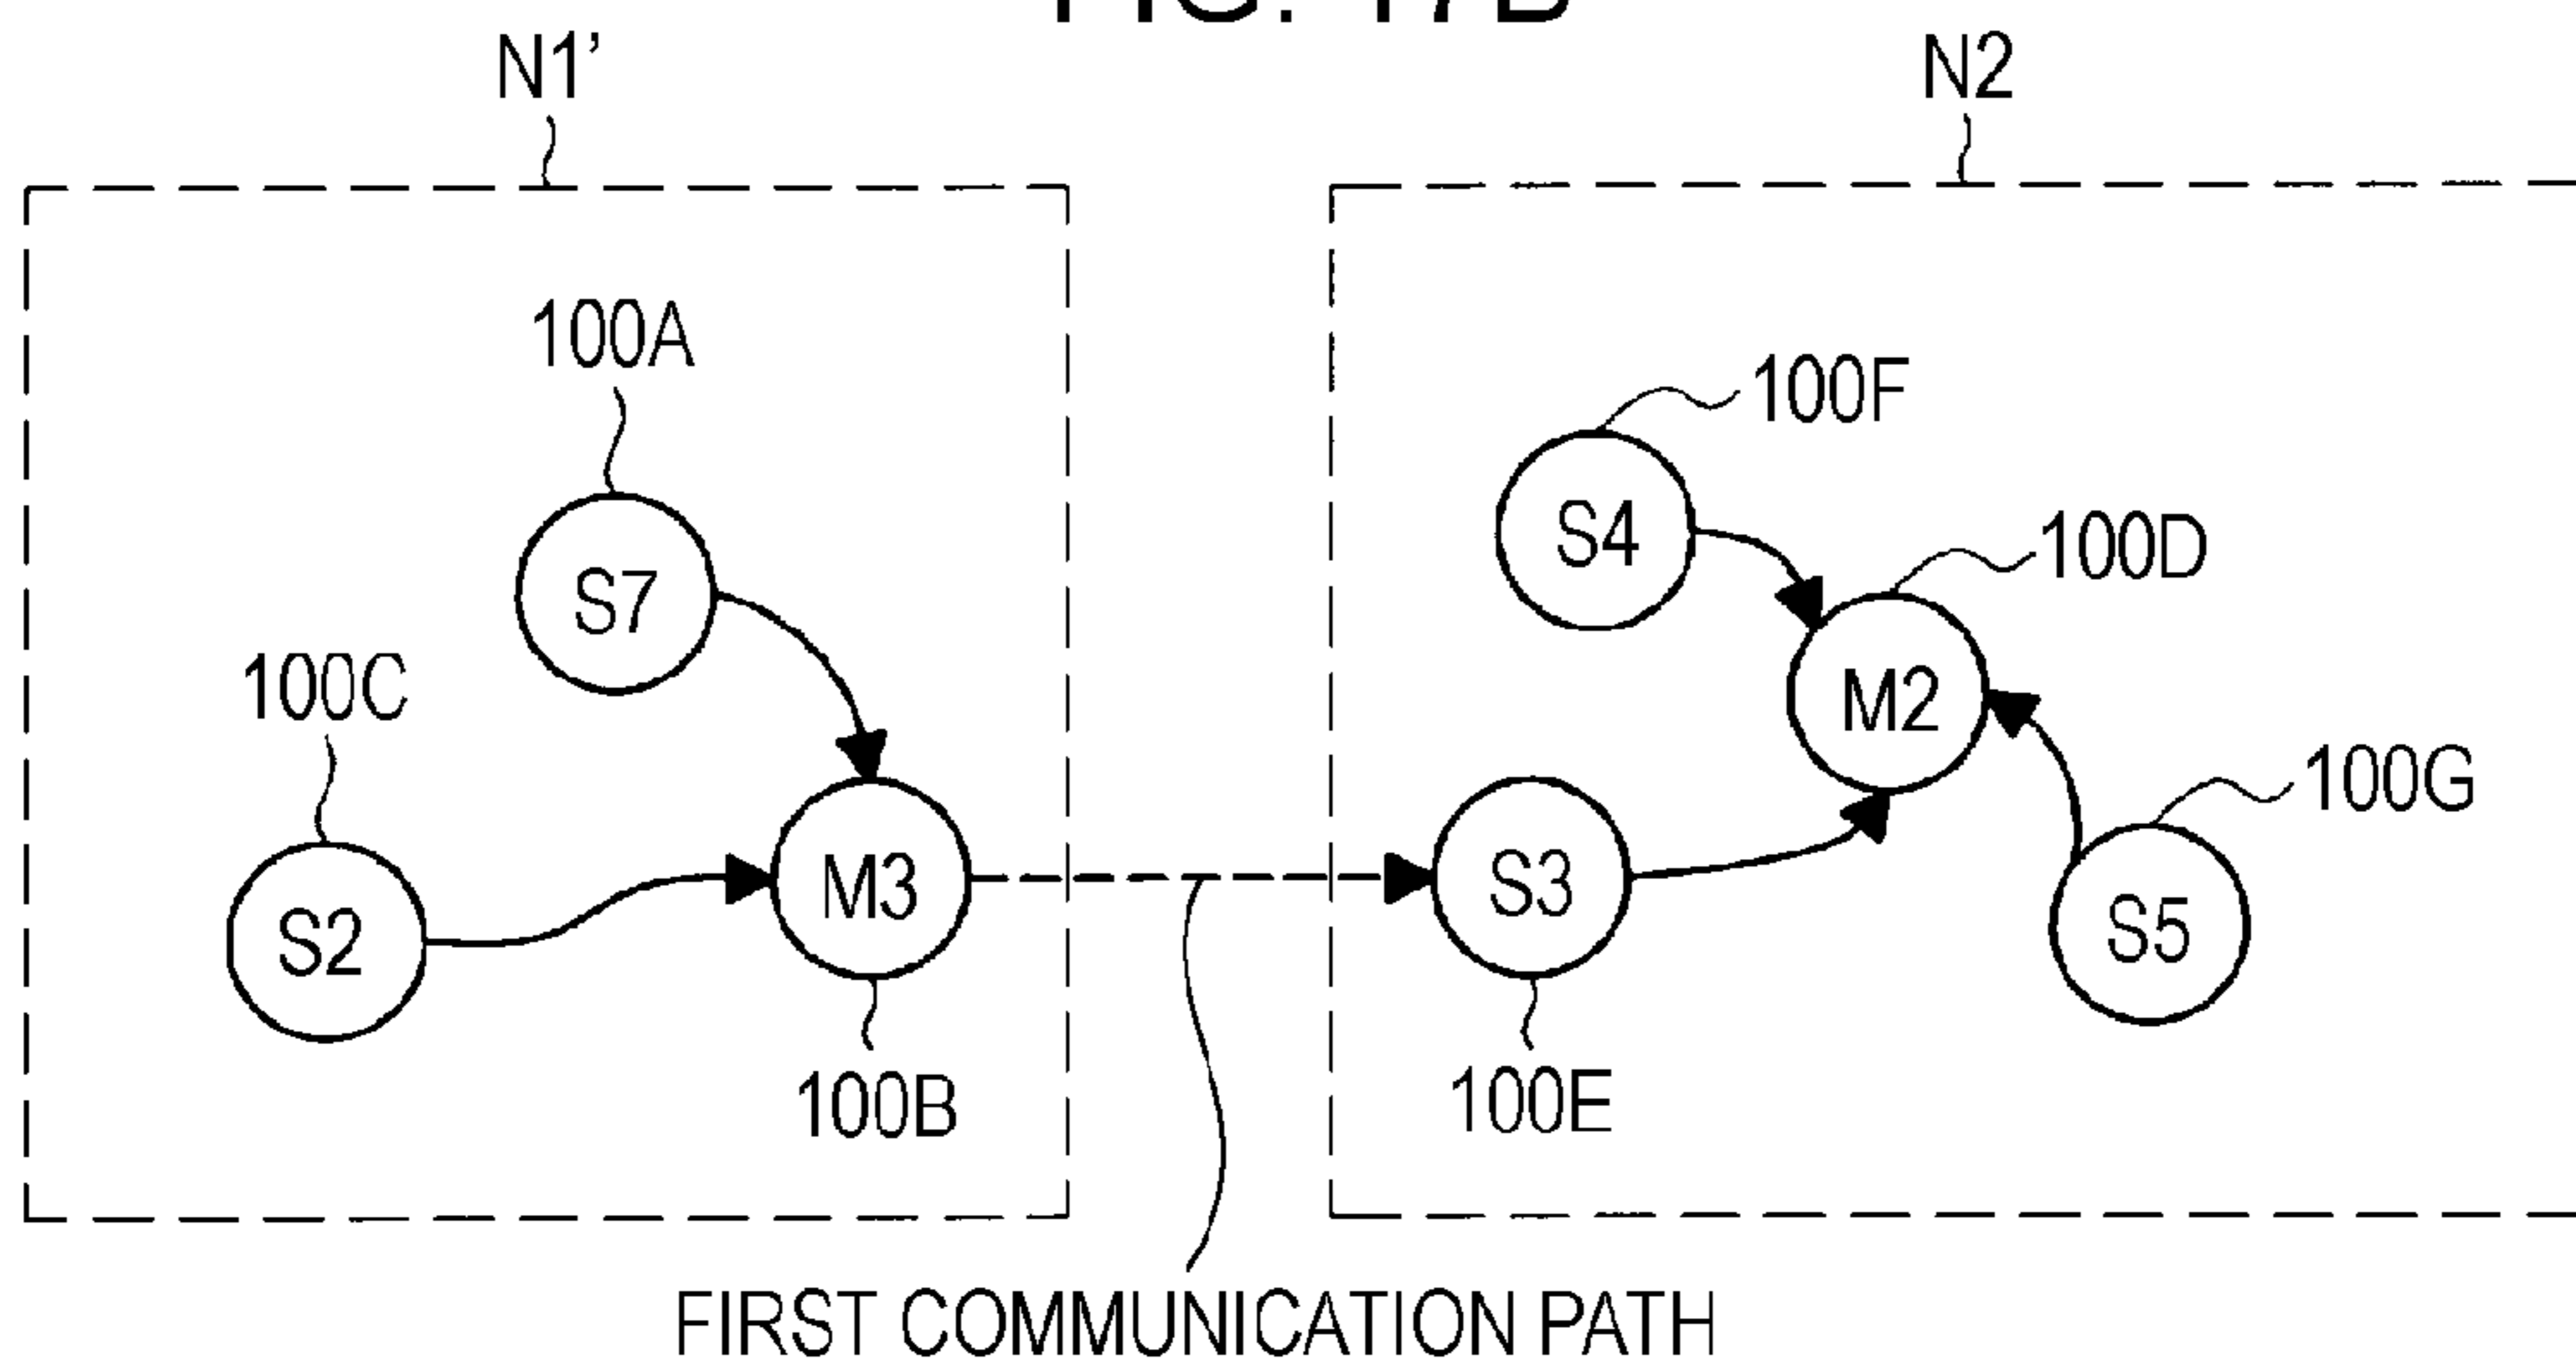 N1’
N2
100A
100F
S4
100D
S7
M2
100C
100G
M3
S3
S2
S5
100B
100E
FIRST COMMUNICATION PATH